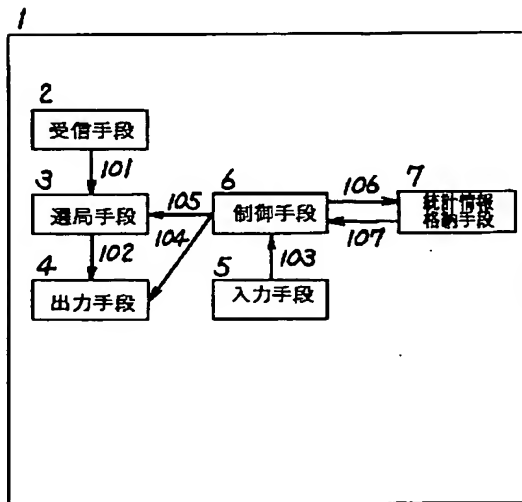 1
2
受信手段
101
3
選局手段
102
4
出力手段
105
104
6
制御手段
103
5
入力手段
106
107
7
統計情報
格納手段